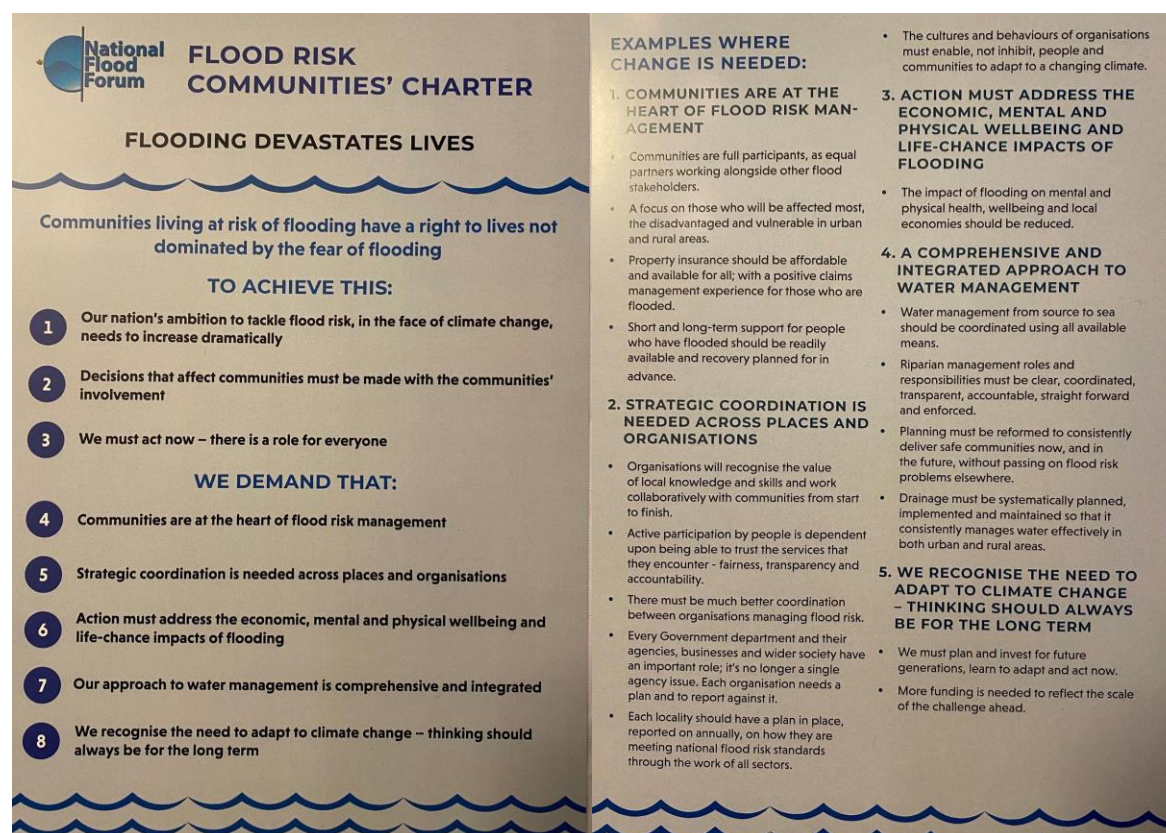 National
Flood
Forum
FLOOD RISK
COMMUNITIES' CHARTER
FLOODING DEVASTATES LIVES
Communities living at risk of flooding have a right to lives not
dominated by the fear of flooding
TO ACHIEVE THIS:
1
Our nation's ambition to tackle flood risk, in the face of climate change,
needs to increase dramatically
2
Decisions that affect communities must be made with the communities'
involvement
3
We must act now – there is a role for everyone
WE DEMAND THAT:
4
Communities are at the heart of flood risk management
5
Strategic coordination is needed across places and organisations
6
Action must address the economic, mental and physical wellbeing and
life-chance impacts of flooding
7
Our approach to water management is comprehensive and integrated
8
We recognise the need to adapt to climate change – thinking should
always be for the long term
EXAMPLES WHERE
CHANGE IS NEEDED:
1. COMMUNITIES ARE AT THE
HEART OF FLOOD RISK MAN-
AGEMENT
• Communities are full participants, as equal
partners working alongside other flood
stakeholders.
• A focus on those who will be affected most,
the disadvantaged and vulnerable in urban
and rural areas.
• Property insurance should be affordable
and available for all; with a positive claims
management experience for those who are
flooded.
• Short and long-term support for people
who have flooded should be readily
available and recovery planned for in
advance.
2. STRATEGIC COORDINATION IS
NEEDED ACROSS PLACES AND
ORGANISATIONS
• Organisations will recognise the value
of local knowledge and skills and work
collaboratively with communities from start
to finish.
• Active participation by people is dependent
upon being able to trust the services that
they encounter - fairness, transparency and
accountability.
• There must be much better coordination
between organisations managing flood risk.
• Every Government department and their
agencies, businesses and wider society have
an important role; it's no longer a single
agency issue. Each organisation needs a
plan and to report against it.
• Each locality should have a plan in place,
reported on annually, on how they are
meeting national flood risk standards
through the work of all sectors.
• The cultures and behaviours of organisations
must enable, not inhibit, people and
communities to adapt to a changing climate.
3. ACTION MUST ADDRESS THE
ECONOMIC, MENTAL AND
PHYSICAL WELLBEING AND
LIFE-CHANCE IMPACTS OF
FLOODING
• The impact of flooding on mental and
physical health, wellbeing and local
economies should be reduced.
4. A COMPREHENSIVE AND
INTEGRATED APPROACH TO
WATER MANAGEMENT
• Water management from source to sea
should be coordinated using all available
means.
• Riparian management roles and
responsibilities must be clear, coordinated,
transparent, accountable, straight forward
and enforced.
• Planning must be reformed to consistently
deliver safe communities now, and in
the future, without passing on flood risk
problems elsewhere.
• Drainage must be systematically planned,
implemented and maintained so that it
consistently manages water effectively in
both urban and rural areas.
5. WE RECOGNISE THE NEED TO
ADAPT TO CLIMATE CHANGE
– THINKING SHOULD ALWAYS
BE FOR THE LONG TERM
• We must plan and invest for future
generations, learn to adapt and act now.
• More funding is needed to reflect the scale
of the challenge ahead.